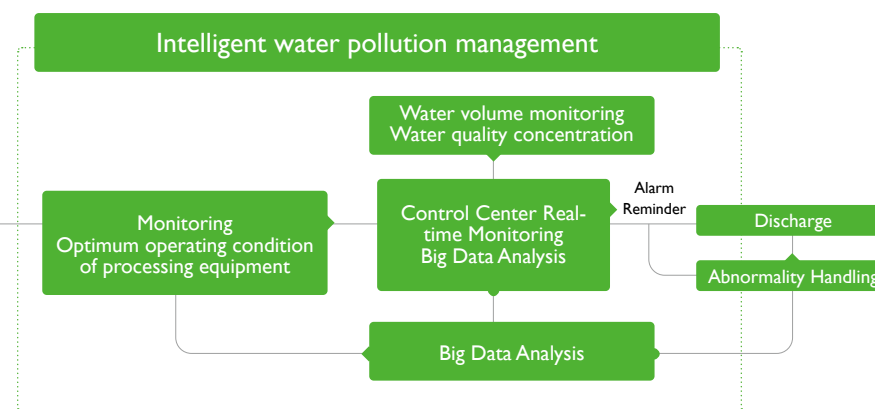 Intelligent water pollution management
Water volume monitoring
Water quality concentration
Alarm
Reminder
Monitoring
Optimum operating condition
of processing equipment
Control Center Real-
time Monitoring
Big Data Analysis
Discharge
Abnormality Handling
Big Data Analysis